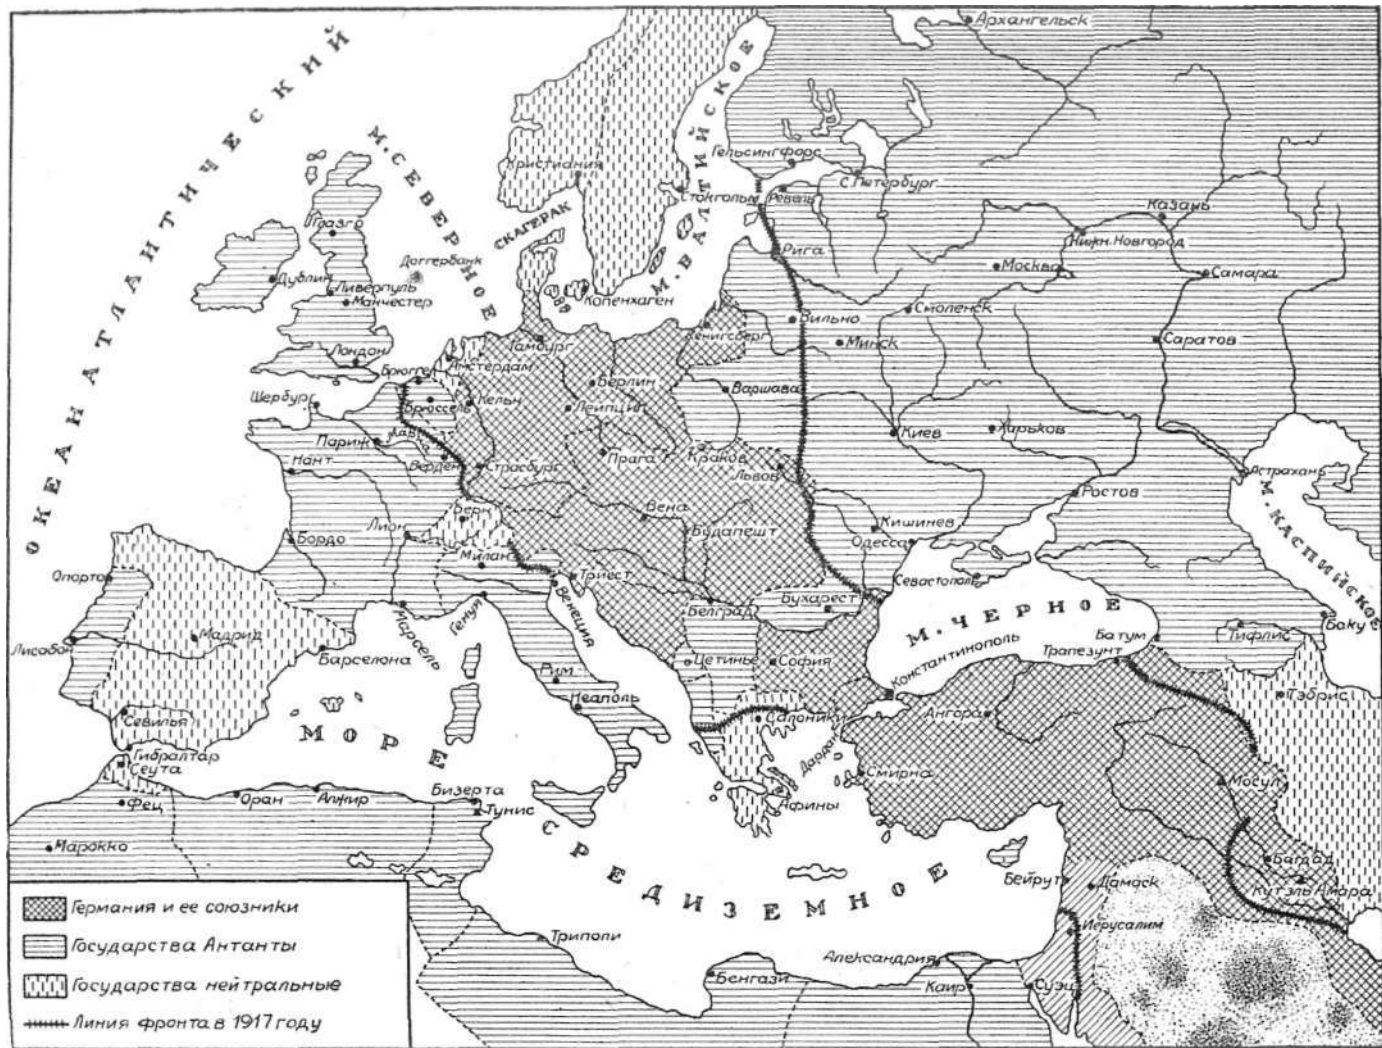 ОКЕАН АТЛАНТИЧЕСКИЙ
М. СЕВЕРНОЕ
СКАГЕРАК
М. БАЛТИЙСКОЕ
Архангельск
Кристиания
Гельсингфорс
С. Петербург
Стокгольм
Ревель
Рига
Казань
Нижн. Новгород
Москва
Самара
Глазго
Доггербанк
Дублин
Ливерпуль
Манчестер
Лондон
Копенхаген
Кенигсберг
Вильно
Смоленск
Минск
Саратов
Гамбург
Амстердам
Брюгге
Брюссель
Кельн
Берлин
Лейпциг
Варшава
Шербург
Париж
Верден
Страсбург
Прага
Краков
Львов
Киев
Харьков
Астрахань
Ростов
М. КАСПИЙСКОЕ
Нант
Берн
Вена
Будапешт
Кишинев
Одесса
Бордо
Лион
Милан
Триест
Венеция
Генуя
Марсель
Белград
Бухарест
Севастополь
М. ЧЕРНОЕ
Батум
Тифлис
Баку
Трапезунт
Константинополь
Опорто
Лисабон
Мадрид
Барселона
Севилья
Гибралтар
Сеута
Рим
Неаполь
Цетинье
София
Салоники
Ангора
Тэбрис
Мосул
Смирна
Афины
МОРЕ
СРЕДИЗЕМНОЕ
Фец
Оран
Алжир
Бизерта
Тунис
Марокко
Бейрут
Дамаск
Багдад
Кут эль Амара
Иерусалим
Триполи
Бенгази
Александрия
Каир
Суэц
Германия и ее союзники
Государства Антанты
Государства нейтральные
Линия фронта в 1917 году